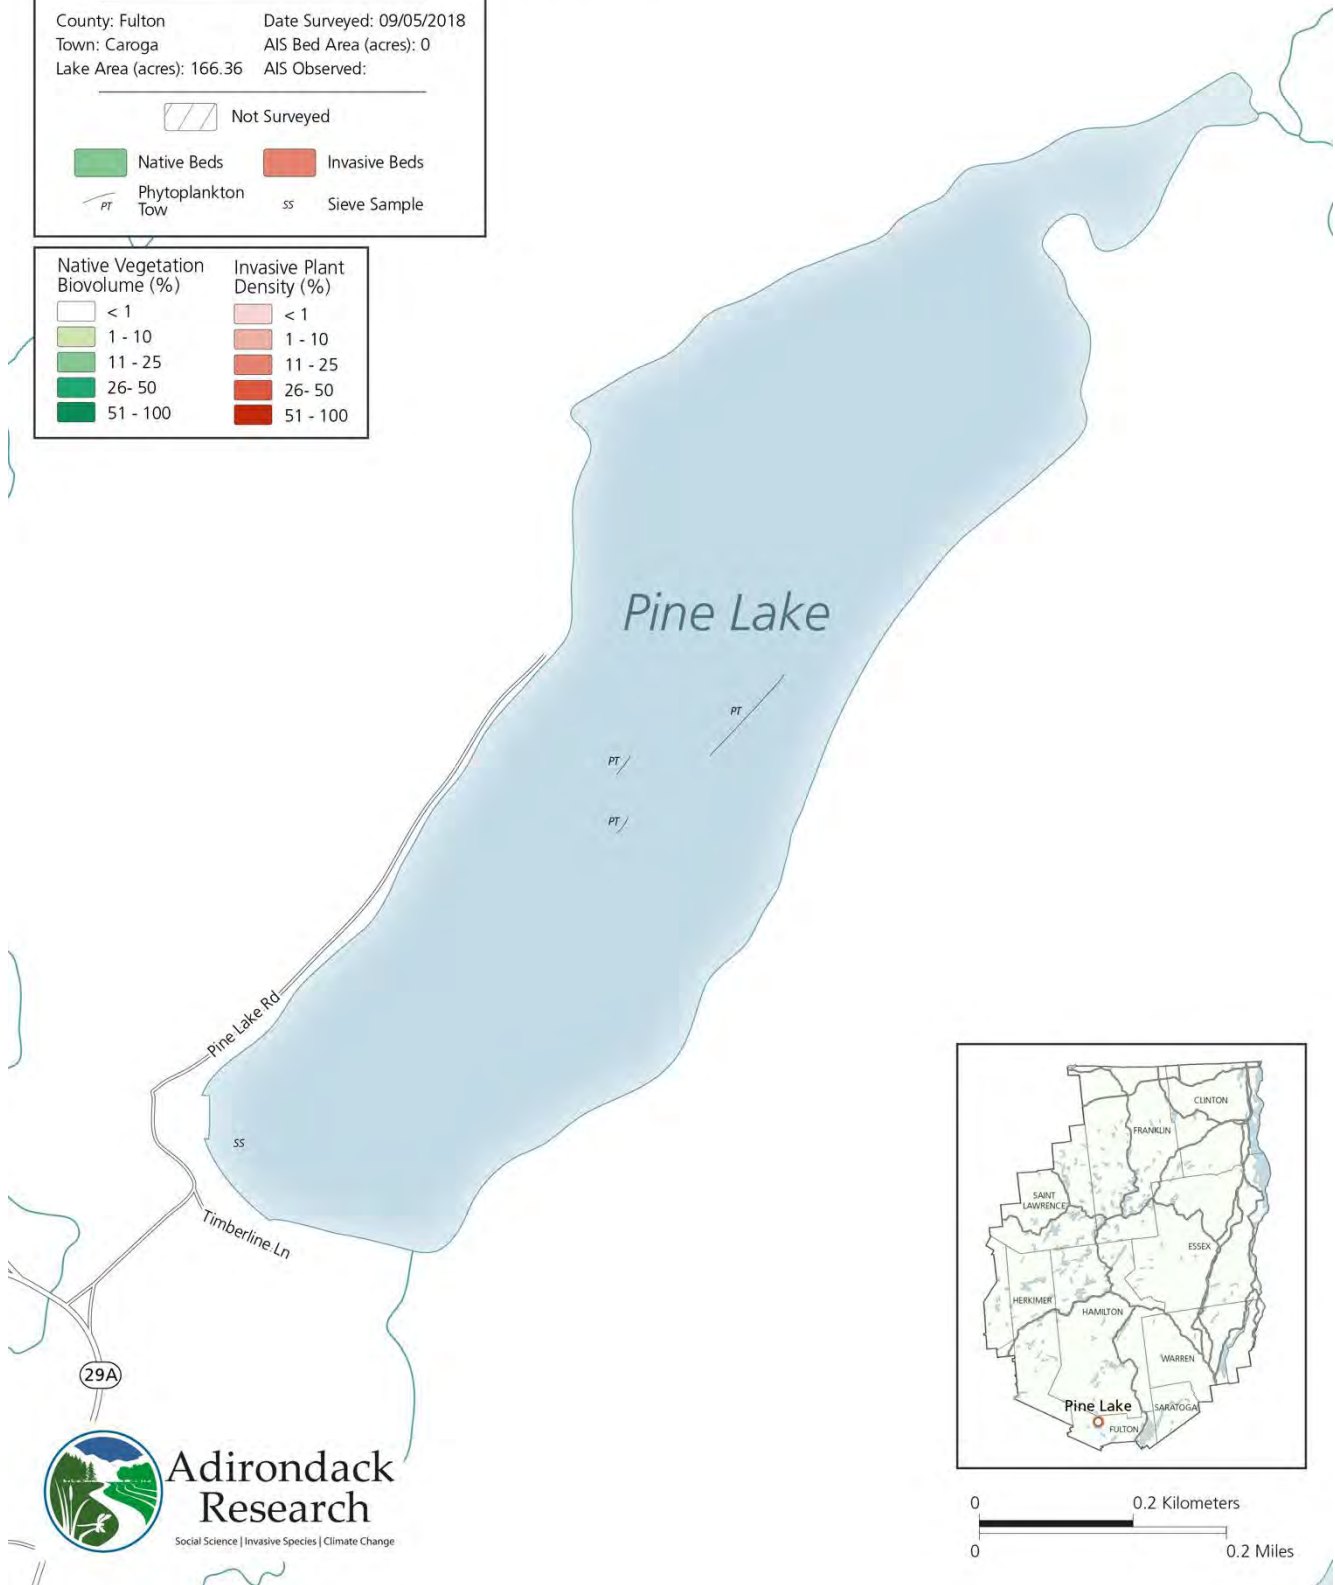 County: Fulton
Date Surveyed: 09/05/2018
Town: Caroga
AIS Bed Area (acres): 0
Lake Area (acres): 166.36
AIS Observed:
Not Surveyed
Native Beds
Invasive Beds
PT
Phytoplankton
Tow
SS
Sieve Sample
Native Vegetation
Biovolume (%)
< 1
1 - 10
11 - 25
26- 50
51 - 100
Invasive Plant
Density (%)
< 1
1 - 10
11 - 25
26- 50
51 - 100
Pine Lake
PT
PT
PT
Pine Lake Rd
SS
Timberline Ln
29A
CLINTON
FRANKLIN
SAINT
LAWRENCE
ESSEX
HERKIMER
HAMILTON
WARREN
Pine Lake
SARATOGA
FULTON
Adirondack
Research
Social Science | Invasive Species | Climate Change
0
0.2 Kilometers
0
0.2 Miles